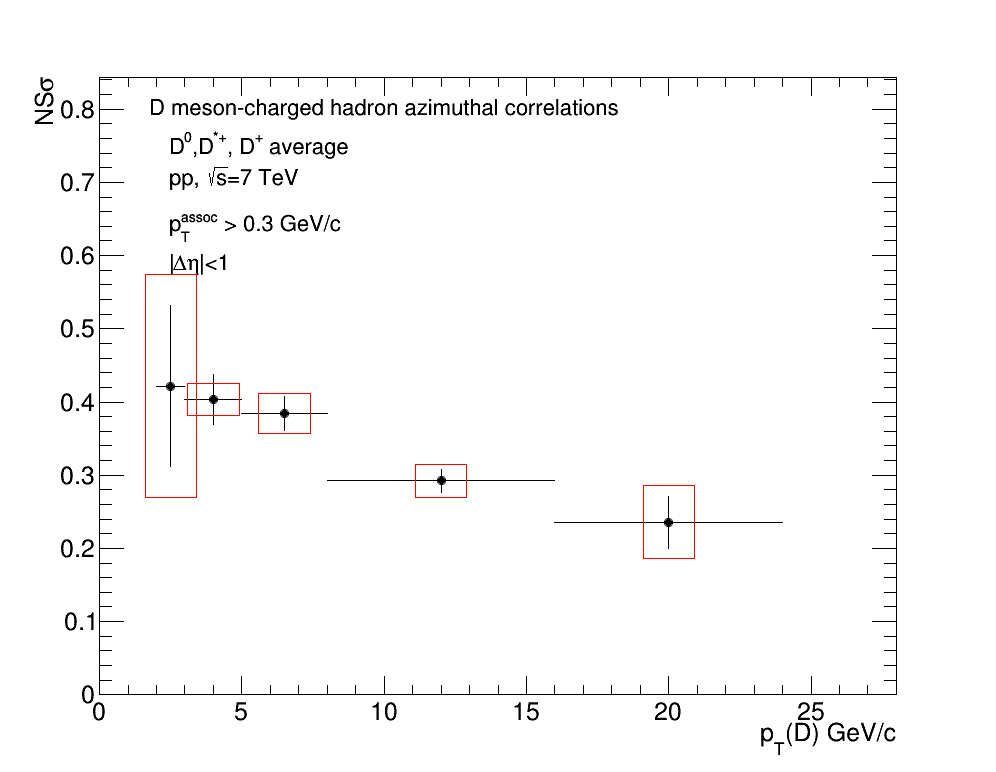 NSσ
D meson-charged hadron azimuthal correlations
D⁰,D*⁺, D⁺ average
pp, √s=7 TeV
p_T^assoc > 0.3 GeV/c
|Δη|<1
0.8
0.7
0.6
0.5
0.4
0.3
0.2
0.1
0
0 5 10 15 20 25
p_T(D) GeV/c